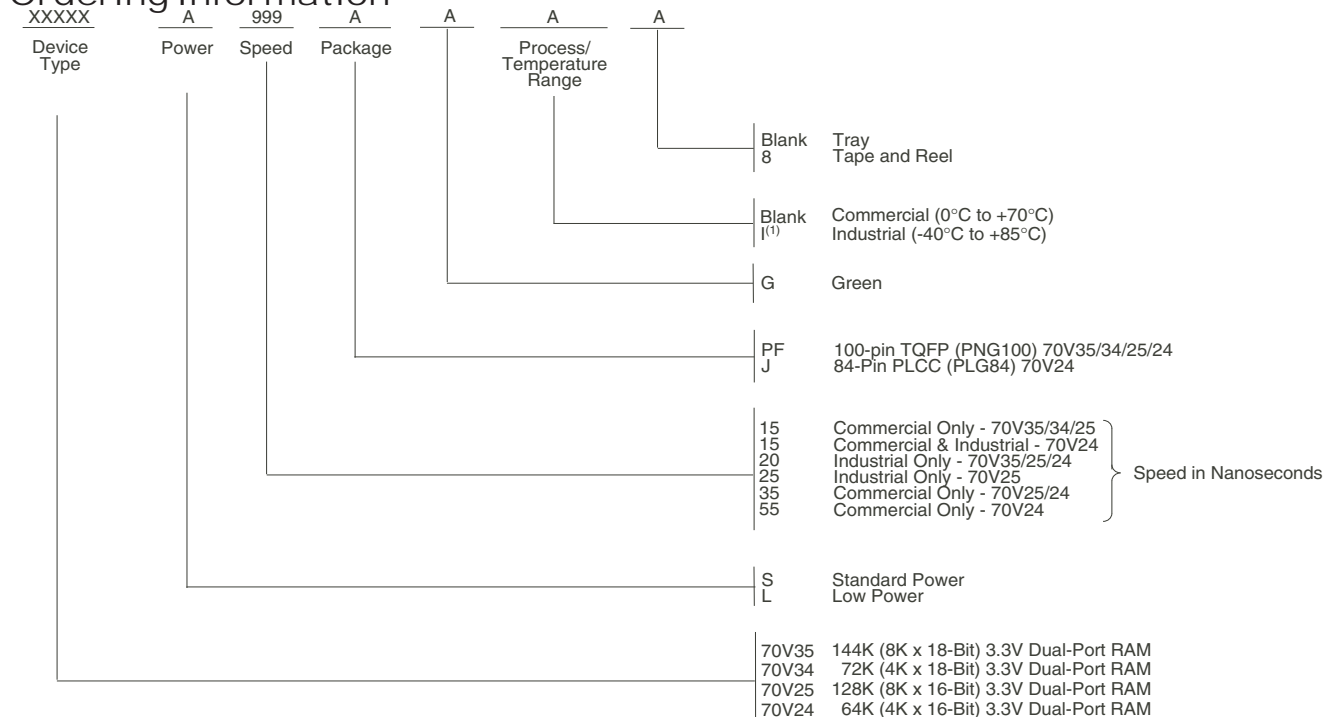 Ordering Information
XXXXX A 999 A A A A
Device Type Power Speed Package Process/ Temperature Range
Blank Tray
8 Tape and Reel
Blank Commercial (0°C to +70°C)
I(1) Industrial (-40°C to +85°C)
G Green
PF 100-pin TQFP (PNG100) 70V35/34/25/24
J 84-Pin PLCC (PLG84) 70V24
15 Commercial Only - 70V35/34/25
15 Commercial & Industrial - 70V24
20 Industrial Only - 70V35/25/24
25 Industrial Only - 70V25
35 Commercial Only - 70V25/24
55 Commercial Only - 70V24
Speed in Nanoseconds
S Standard Power
L Low Power
70V35 144K (8K x 18-Bit) 3.3V Dual-Port RAM
70V34 72K (4K x 18-Bit) 3.3V Dual-Port RAM
70V25 128K (8K x 16-Bit) 3.3V Dual-Port RAM
70V24 64K (4K x 16-Bit) 3.3V Dual-Port RAM